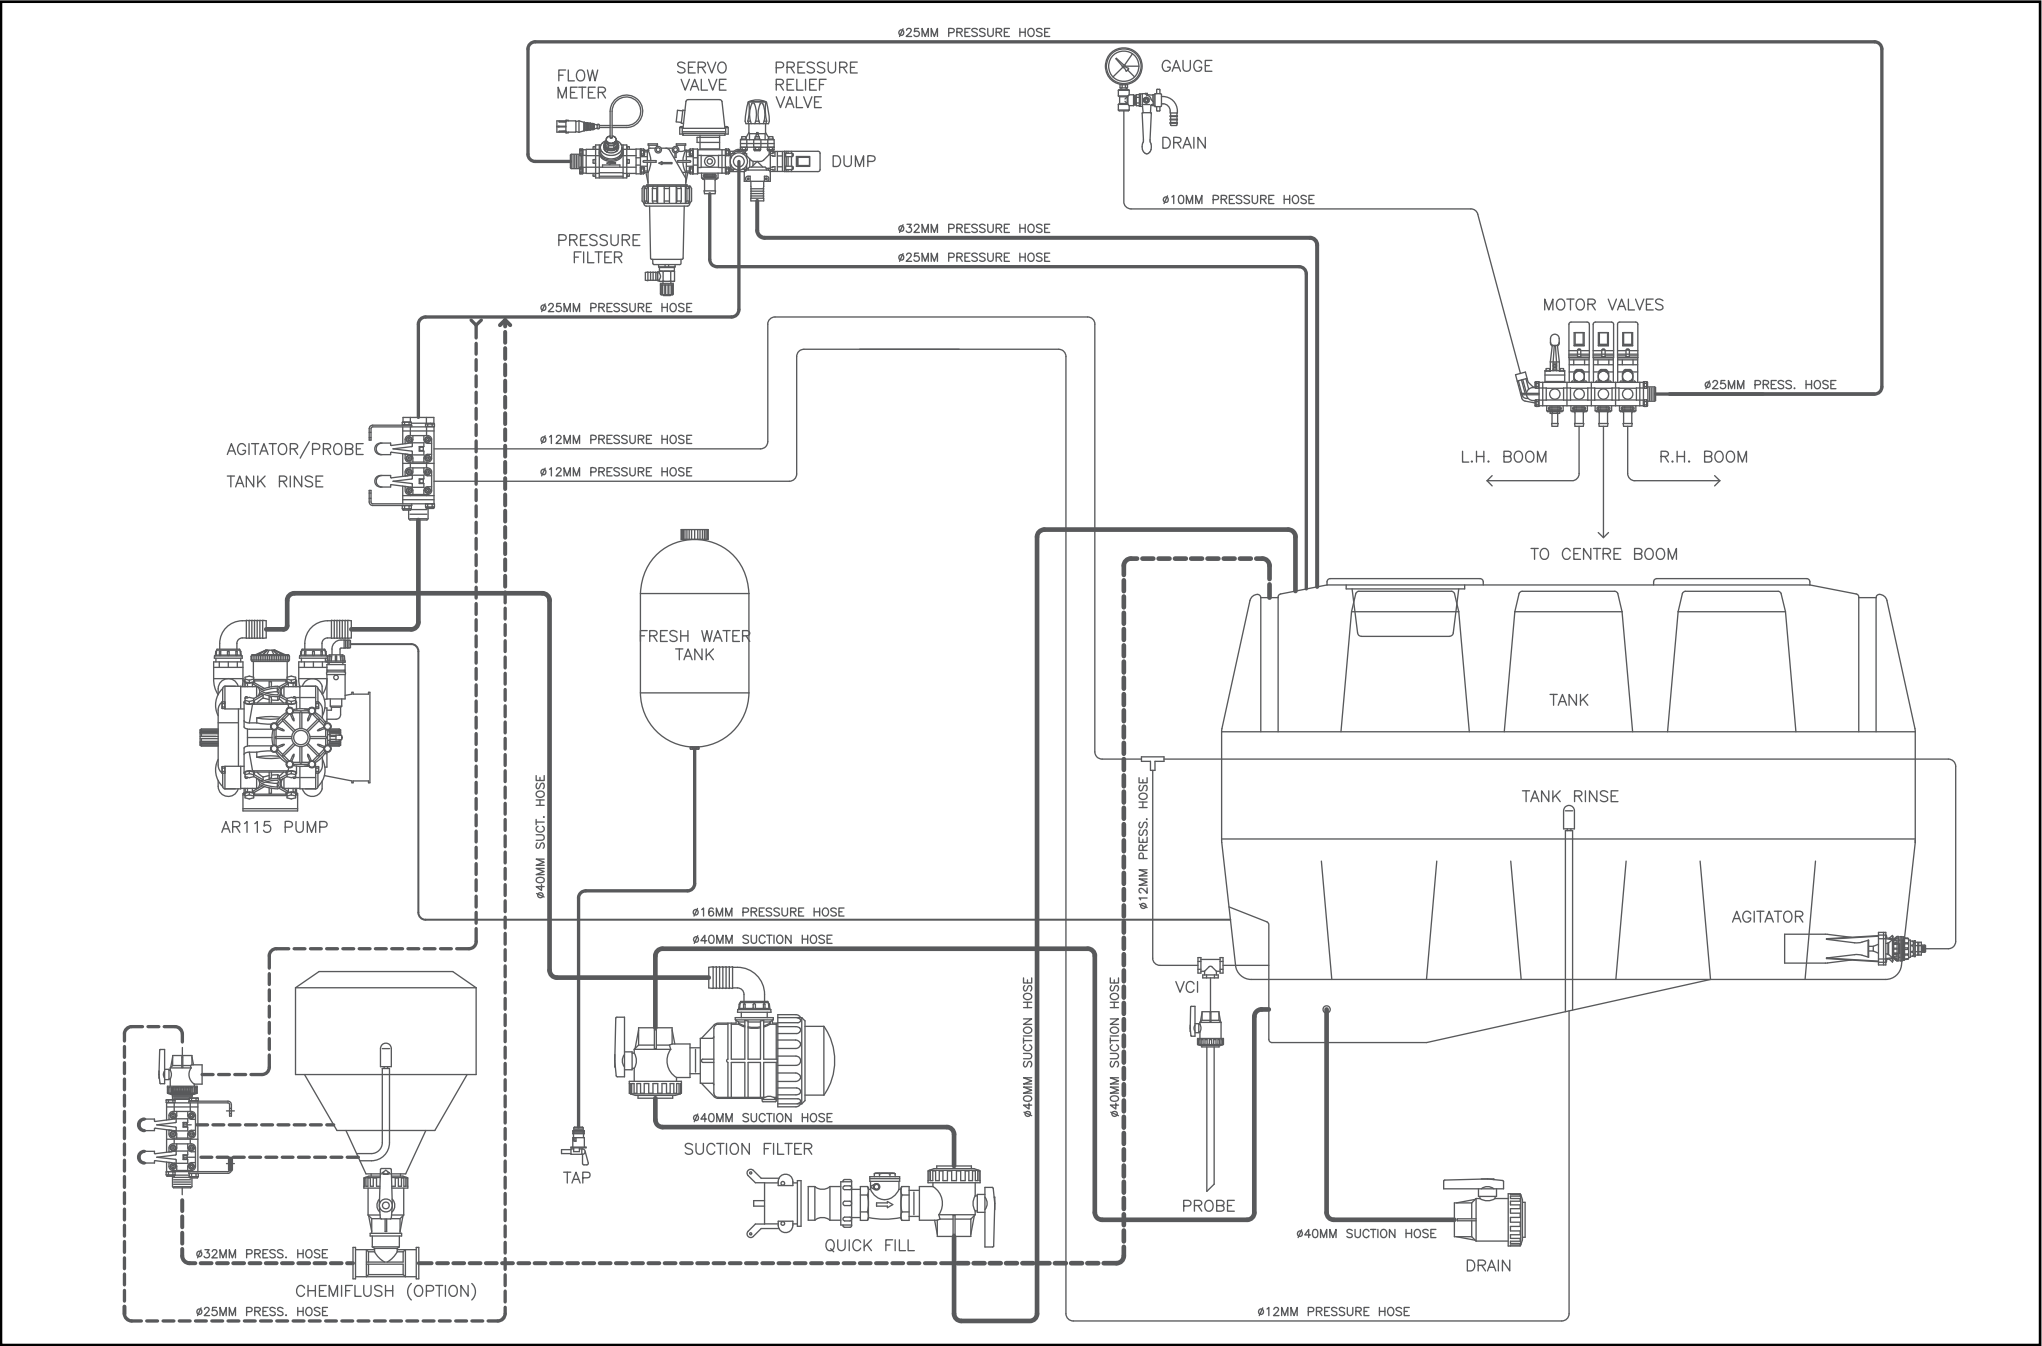 ø25MM PRESSURE HOSE
FLOW
METER
SERVO
VALVE
PRESSURE
RELIEF
VALVE
GAUGE
DRAIN
DUMP
ø10MM PRESSURE HOSE
ø32MM PRESSURE HOSE
PRESSURE
FILTER
ø25MM PRESSURE HOSE
ø25MM PRESSURE HOSE
MOTOR VALVES
ø25MM PRESS. HOSE
AGITATOR/PROBE
ø12MM PRESSURE HOSE
TANK RINSE
ø12MM PRESSURE HOSE
L.H. BOOM
R.H. BOOM
TO CENTRE BOOM
FRESH WATER
TANK
TANK
TANK RINSE
AR115 PUMP
ø40MM SUCT. HOSE
ø12MM PRESS. HOSE
ø16MM PRESSURE HOSE
AGITATOR
ø40MM SUCTION HOSE
VCI
ø40MM SUCTION HOSE
ø40MM SUCTION HOSE
ø40MM SUCTION HOSE
SUCTION FILTER
TAP
PROBE
QUICK FILL
ø40MM SUCTION HOSE
DRAIN
ø32MM PRESS. HOSE
CHEMIFLUSH (OPTION)
ø25MM PRESS. HOSE
ø12MM PRESSURE HOSE